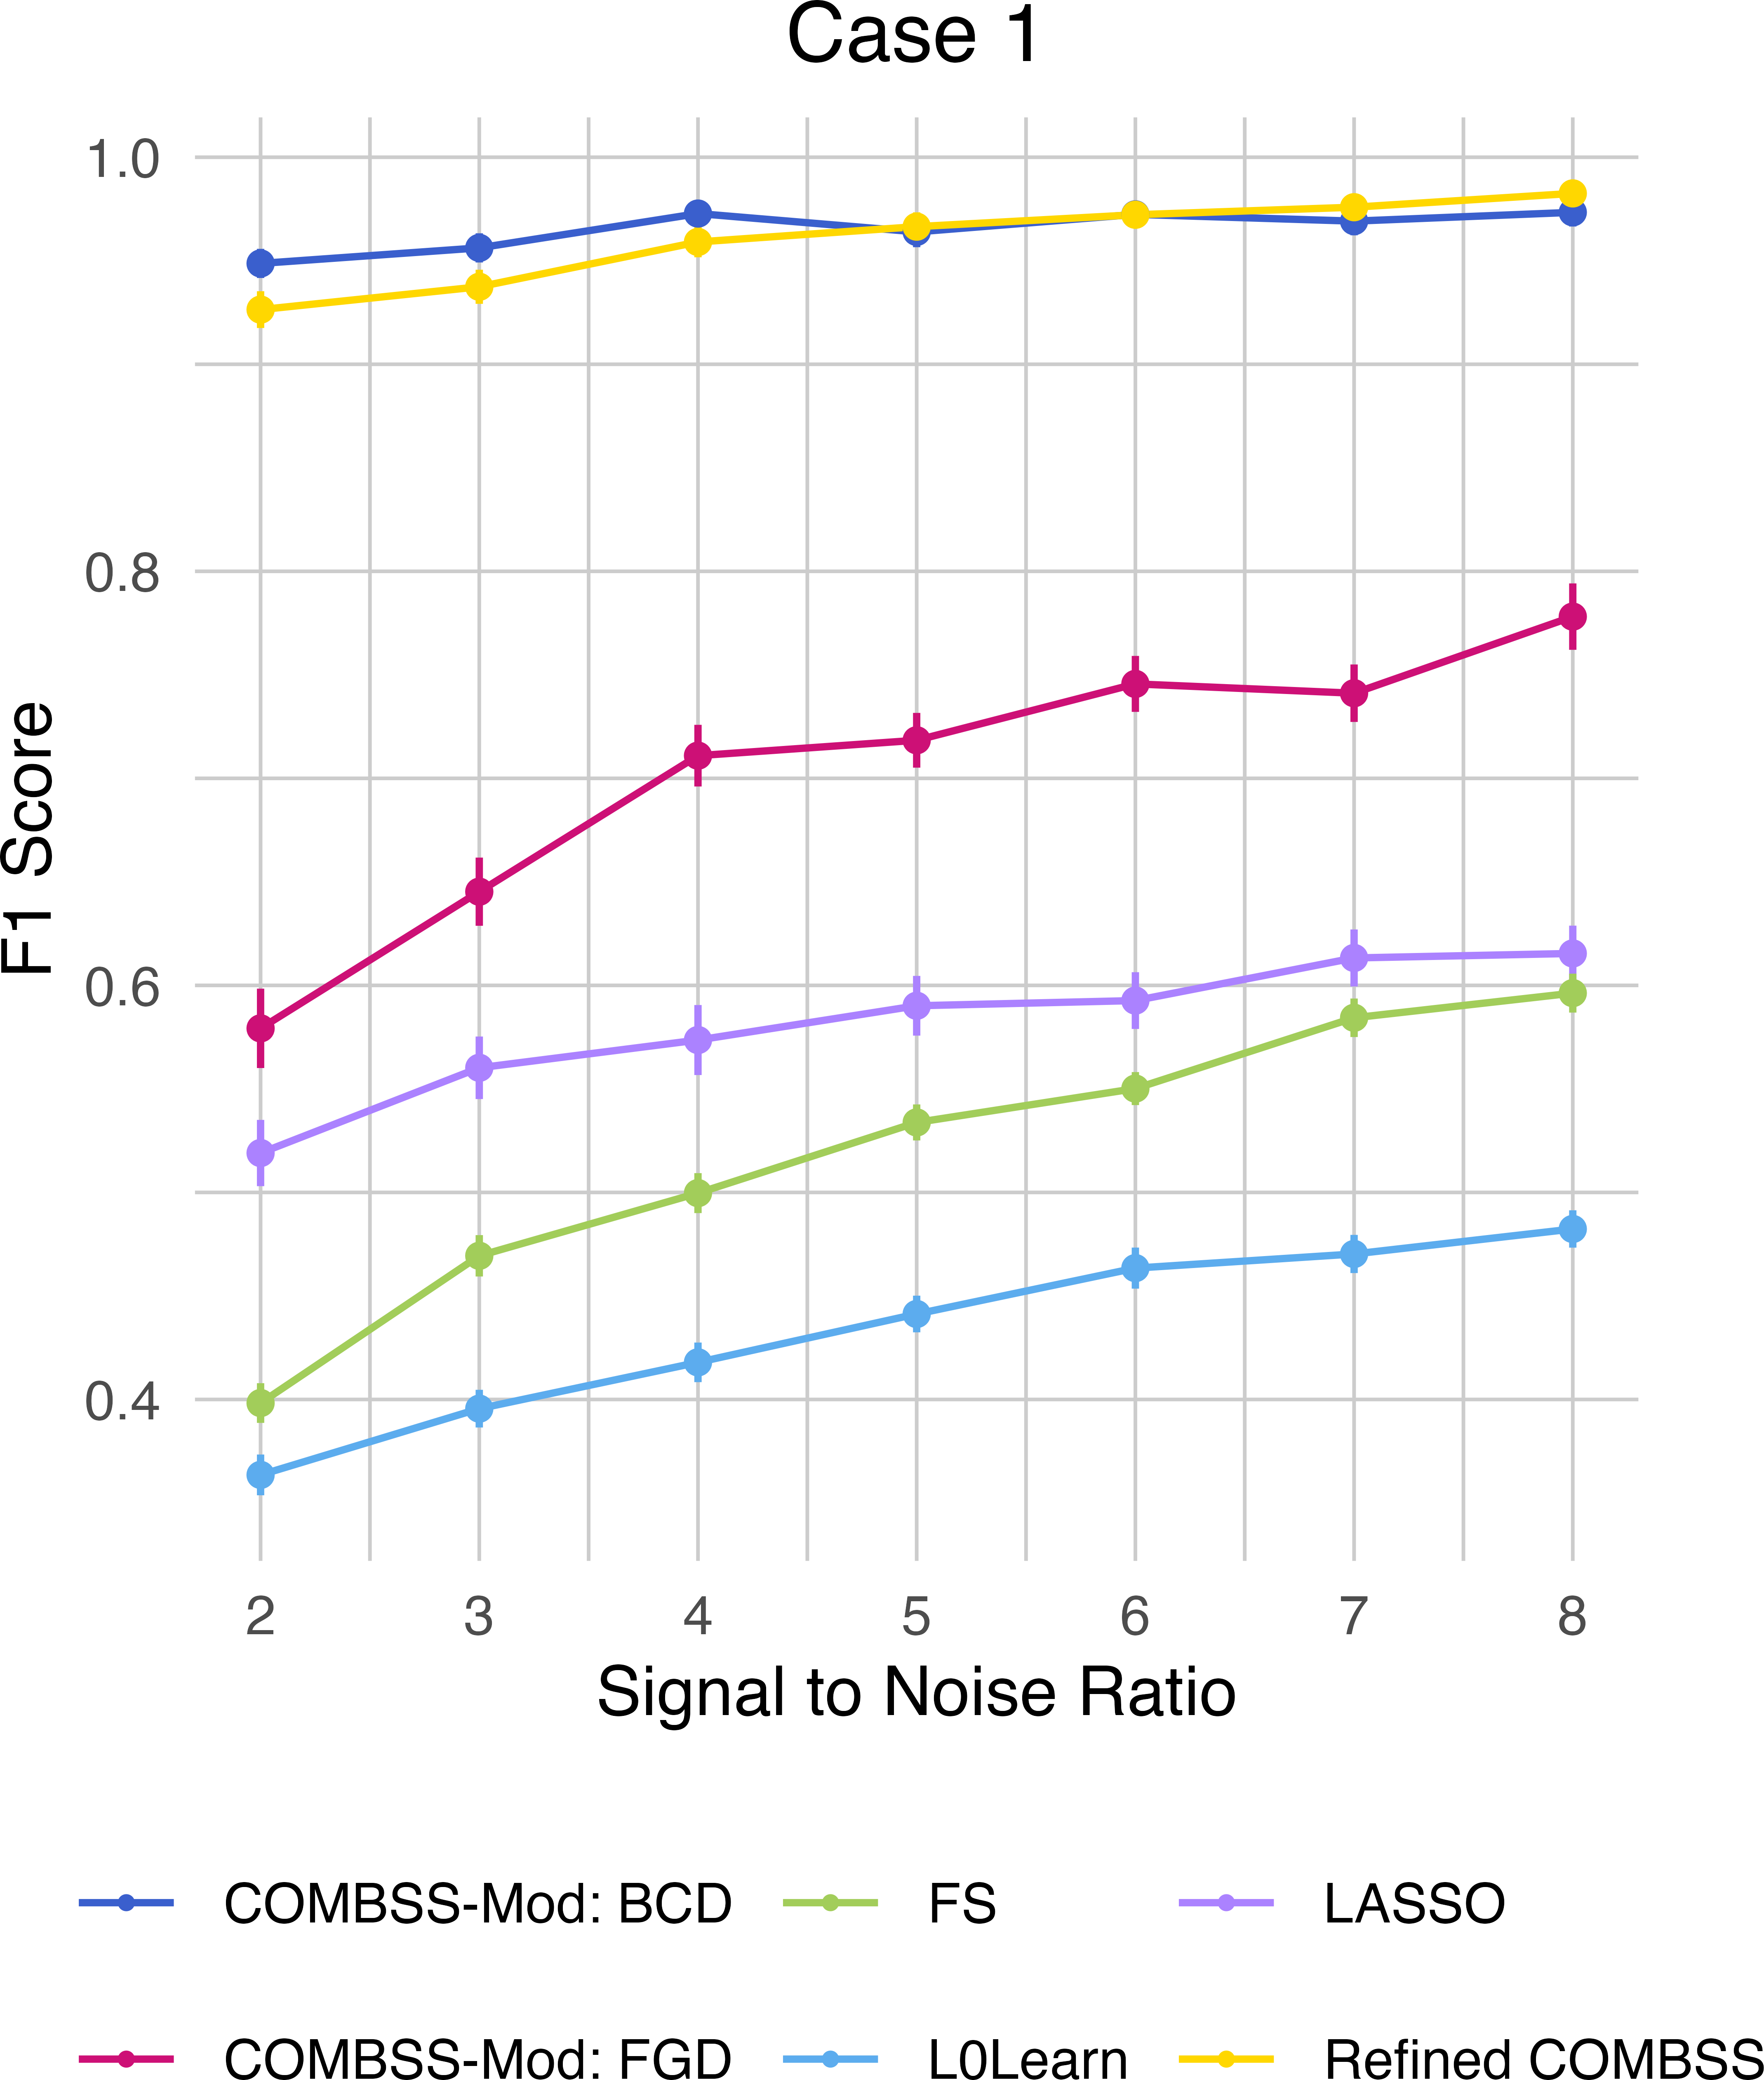 Case 1
1.0
0.8
0.6
0.4
F1 Score
2 3 4 5 6 7 8
Signal to Noise Ratio
COMBSS-Mod: BCD FS LASSO
COMBSS-Mod: FGD L0Learn Refined COMBSS